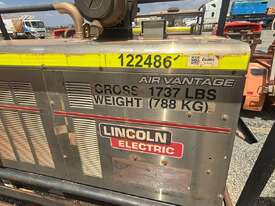 122486
AIR VANTAGE
GROSS 1737 LBS
WEIGHT (788 KG)
LINCOLN
ELECTRIC